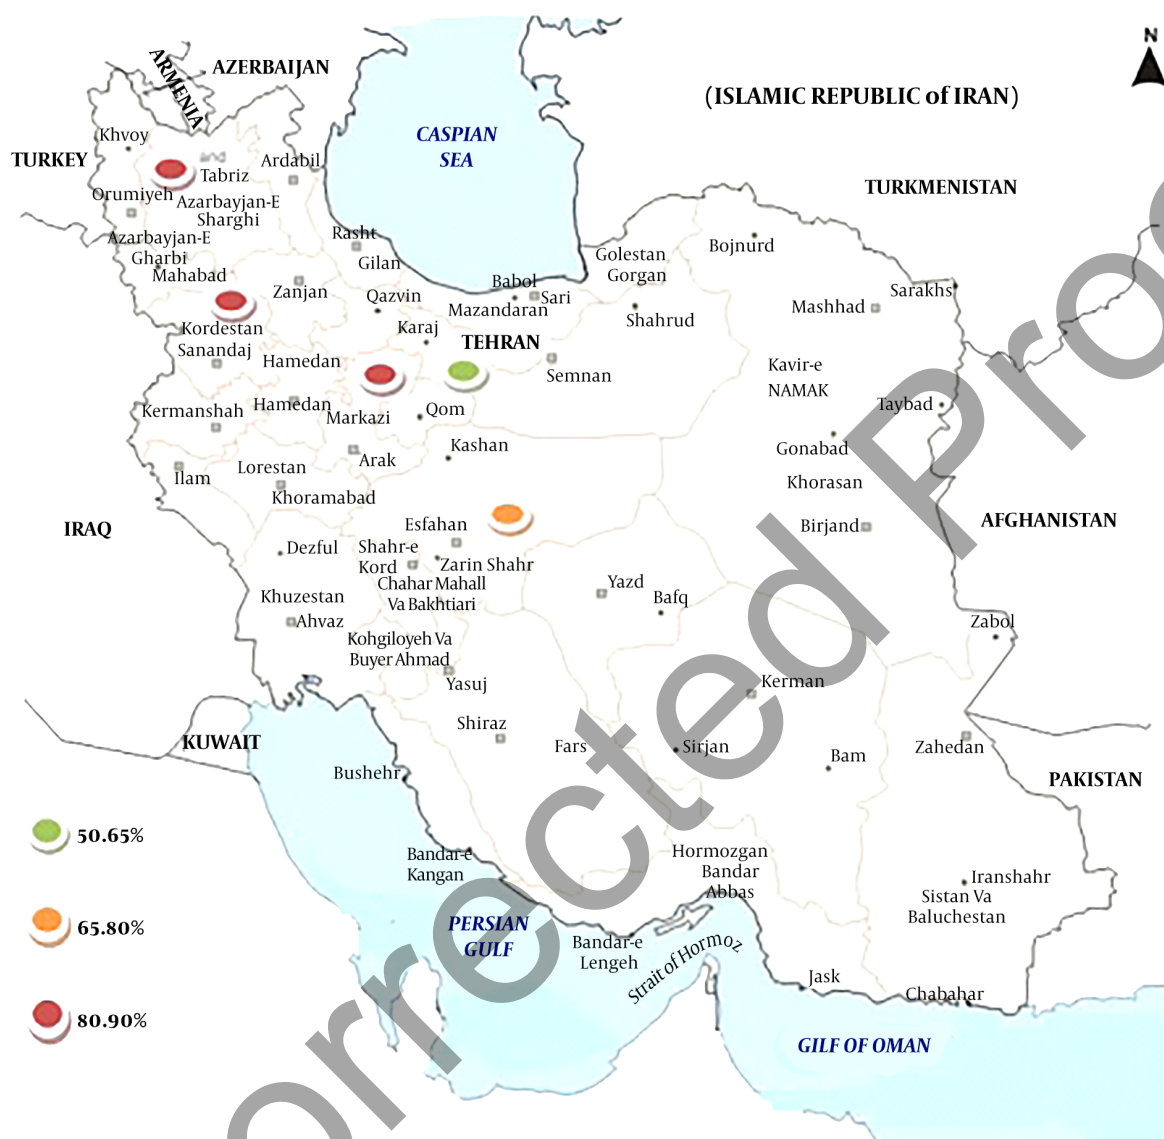 N
ARMENIA
AZERBAIJAN
(ISLAMIC REPUBLIC of IRAN)
CASPIAN
SEA
Khvoy
TURKEY
and
Tabriz
Ardabil
TURKMENISTAN
Orumiyeh
Azarbayjan-E
Sharghi
Azarbayjan-E
Gharbi
Mahabad
Rasht
Gilan
Golestan
Gorgan
Bojnurd
Zanjan
Qazvin
Babol
Sari
Mazandaran
Sarakhs
Mashhad
Shahrud
Karaj
Kordestan
Sanandaj
TEHRAN
Hamedan
Semnan
Kavir-e
NAMAK
Kermanshah
Hamedan
Markazi
Qom
Taybad
Kashan
Gonabad
Arak
Ilam
Lorestan
Khoramabad
Khorasan
IRAQ
Esfahan
Birjand
AFGHANISTAN
Dezful
Shahr-e
Kord
Zarin Shahr
Chahar Mahall
Va Bakhtiari
Yazd
Bafq
Khuzestan
Ahvaz
Zabol
Kohgiloyeh Va
Buyer Ahmad
Yasuj
Kerman
Shiraz
KUWAIT
Fars
Sirjan
Bam
Zahedan
Bushehr
PAKISTAN
50.65%
Bandar-e
Kangan
Hormozgan
Bandar
Abbas
Iranshahr
Sistan Va
Baluchestan
65.80%
PERSIAN
GULF
Bandar-e
Lengeh
Strait of Hormoz
Jask
Chabahar
80.90%
GILF OF OMAN
orrected Pro